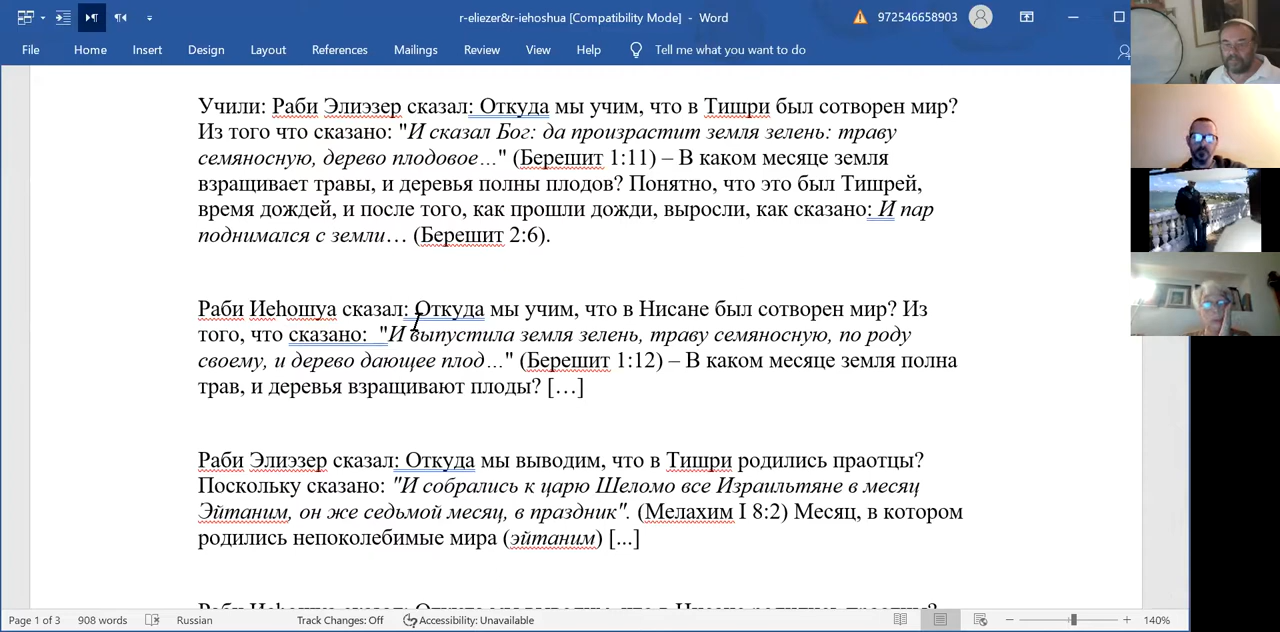 r-eliezer&r-iehoshua [Compatibility Mode] - Word
972546658903
File Home Insert Design Layout References Mailings Review View Help Tell me what you want to do
Учили: Раби Элиэзер сказал: Откуда мы учим, что в Тишри был сотворен мир?
Из того что сказано: "И сказал Бог: да произрастит земля зелень: траву
семяносную, дерево плодовое…" (Берешит 1:11) – В каком месяце земля
взращивает травы, и деревья полны плодов? Понятно, что это был Тишрей,
время дождей, и после того, как прошли дожди, выросли, как сказано: И пар
поднимался с земли… (Берешит 2:6).
Раби Иеhошуа сказал: Откуда мы учим, что в Нисане был сотворен мир? Из
того, что сказано: "И выпустила земля зелень, траву семяносную, по роду
своему, и дерево дающее плод…" (Берешит 1:12) – В каком месяце земля полна
трав, и деревья взращивают плоды? […]
Раби Элиэзер сказал: Откуда мы выводим, что в Тишри родились праотцы?
Поскольку сказано: "И собрались к царю Шеломо все Израильтяне в месяц
Эйтаним, он же седьмой месяц, в праздник". (Мелахим I 8:2) Месяц, в котором
родились непоколебимые мира (эйтаним) [...]
Page 1 of 3 908 words Russian Track Changes: Off Accessibility: Unavailable 140%